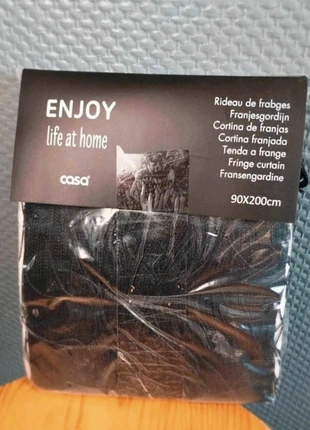 ENJOY
life at home
casa
Rideau de frabges
Franjesgordijn
Cortina de franjas
Cortina franjada
Tenda a frange
Fringe curtain
Fransengardine
90X200cm